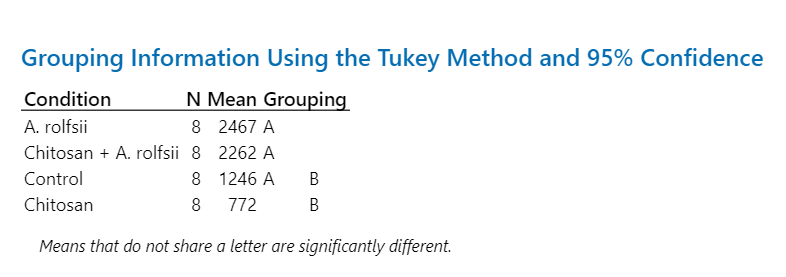 Grouping Information Using the Tukey Method and 95% Confidence
Condition N Mean Grouping
A. rolfsii 8 2467 A
Chitosan + A. rolfsii 8 2262 A
Control 8 1246 A B
Chitosan 8 772 B
Means that do not share a letter are significantly different.